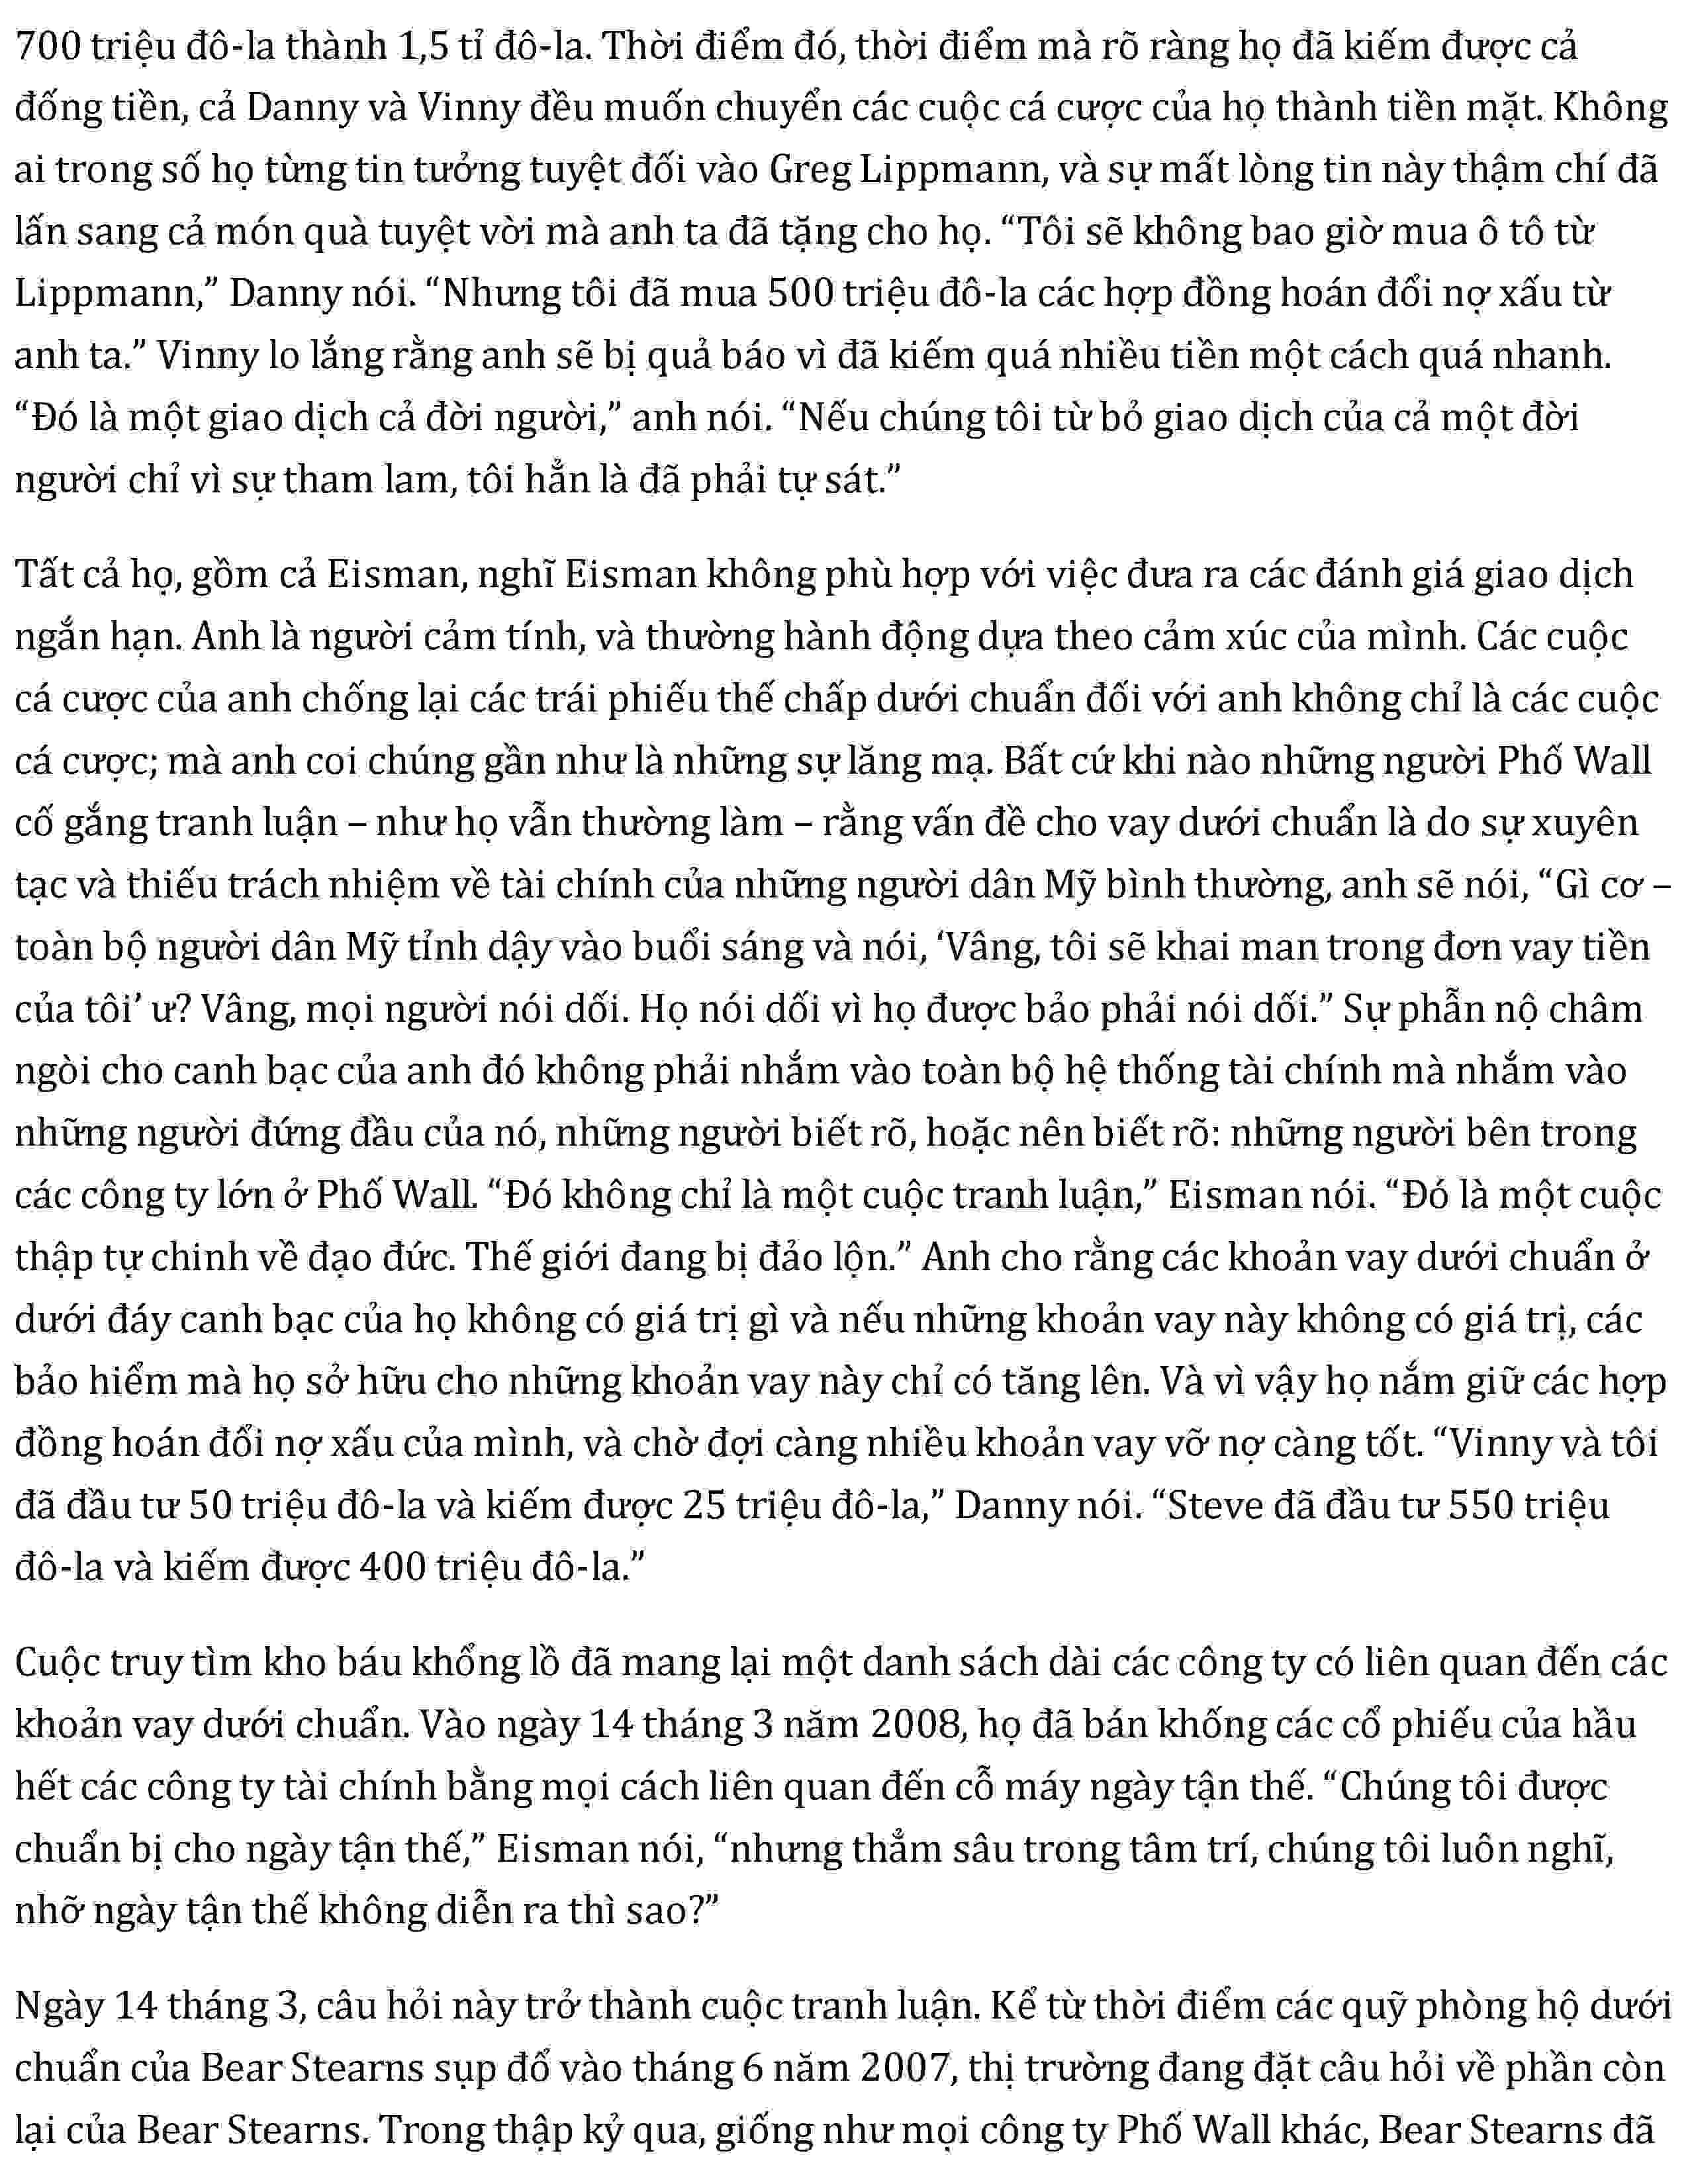 700 triệu đô-la thành 1,5 tỉ đô-la. Thời điểm đó, thời điểm mà rõ ràng họ đã kiếm được cả
đống tiền, cả Danny và Vinny đều muốn chuyển các cuộc cá cược của họ thành tiền mặt. Không
ai trong số họ từng tin tưởng tuyệt đối vào Greg Lippmann, và sự mất lòng tin này thậm chí đã
lấn sang cả món quà tuyệt vời mà anh ta đã tặng cho họ. “Tôi sẽ không bao giờ mua ô tô từ
Lippmann,” Danny nói. “Nhưng tôi đã mua 500 triệu đô-la các hợp đồng hoán đổi nợ xấu từ
anh ta.” Vinny lo lắng rằng anh sẽ bị quả báo vì đã kiếm quá nhiều tiền một cách quá nhanh.
“Đó là một giao dịch cả đời người,” anh nói. “Nếu chúng tôi từ bỏ giao dịch của cả một đời
người chỉ vì sự tham lam, tôi hẳn là đã phải tự sát.”
Tất cả họ, gồm cả Eisman, nghĩ Eisman không phù hợp với việc đưa ra các đánh giá giao dịch
ngắn hạn. Anh là người cảm tính, và thường hành động dựa theo cảm xúc của mình. Các cuộc
cá cược của anh chống lại các trái phiếu thế chấp dưới chuẩn đối với anh không chỉ là các cuộc
cá cược; mà anh coi chúng gần như là những sự lăng mạ. Bất cứ khi nào những người Phố Wall
cố gắng tranh luận – như họ vẫn thường làm – rằng vấn đề cho vay dưới chuẩn là do sự xuyên
tạc và thiếu trách nhiệm về tài chính của những người dân Mỹ bình thường, anh sẽ nói, “Gì cơ –
toàn bộ người dân Mỹ tỉnh dậy vào buổi sáng và nói, ‘Vâng, tôi sẽ khai man trong đơn vay tiền
của tôi’ ư? Vâng, mọi người nói dối. Họ nói dối vì họ được bảo phải nói dối.” Sự phẫn nộ châm
ngòi cho canh bạc của anh đó không phải nhắm vào toàn bộ hệ thống tài chính mà nhắm vào
những người đứng đầu của nó, những người biết rõ, hoặc nên biết rõ: những người bên trong
các công ty lớn ở Phố Wall. “Đó không chỉ là một cuộc tranh luận,” Eisman nói. “Đó là một cuộc
thập tự chinh về đạo đức. Thế giới đang bị đảo lộn.” Anh cho rằng các khoản vay dưới chuẩn ở
dưới đáy canh bạc của họ không có giá trị gì và nếu những khoản vay này không có giá trị, các
bảo hiểm mà họ sở hữu cho những khoản vay này chỉ có tăng lên. Và vì vậy họ nắm giữ các hợp
đồng hoán đổi nợ xấu của mình, và chờ đợi càng nhiều khoản vay vỡ nợ càng tốt. “Vinny và tôi
đã đầu tư 50 triệu đô-la và kiếm được 25 triệu đô-la,” Danny nói. “Steve đã đầu tư 550 triệu
đô-la và kiếm được 400 triệu đô-la.”
Cuộc truy tìm kho báu khổng lồ đã mang lại một danh sách dài các công ty có liên quan đến các
khoản vay dưới chuẩn. Vào ngày 14 tháng 3 năm 2008, họ đã bán khống các cổ phiếu của hầu
hết các công ty tài chính bằng mọi cách liên quan đến cỗ máy ngày tận thế. “Chúng tôi được
chuẩn bị cho ngày tận thế,” Eisman nói, “nhưng thẳm sâu trong tâm trí, chúng tôi luôn nghĩ,
nhỡ ngày tận thế không diễn ra thì sao?”
Ngày 14 tháng 3, câu hỏi này trở thành cuộc tranh luận. Kể từ thời điểm các quỹ phòng hộ dưới
chuẩn của Bear Stearns sụp đổ vào tháng 6 năm 2007, thị trường đang đặt câu hỏi về phần còn
lại của Bear Stearns. Trong thập kỷ qua, giống như mọi công ty Phố Wall khác, Bear Stearns đã